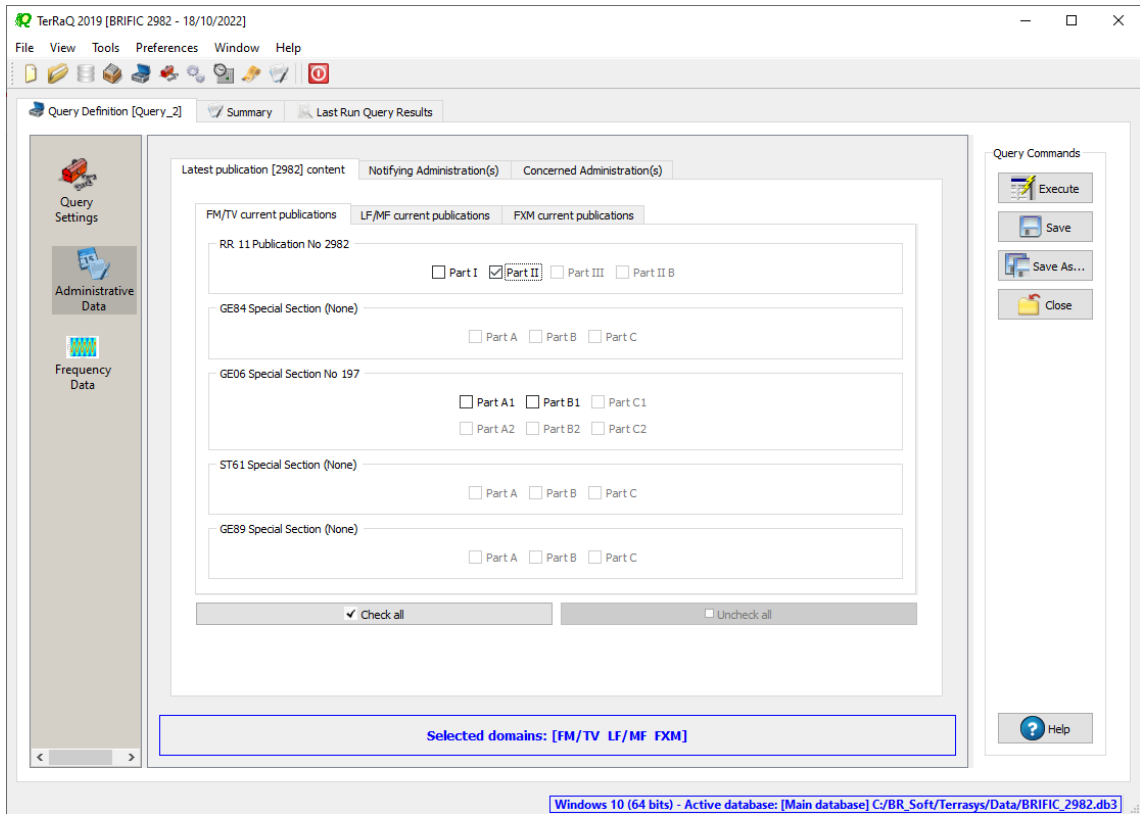 TerRaQ 2019 [BRIFIC 2982 - 18/10/2022]
File View Tools Preferences Window Help
Query Definition [Query_2] Summary Last Run Query Results
Query Settings
Administrative Data
Frequency Data
Latest publication [2982] content Notifying Administration(s) Concerned Administration(s)
FM/TV current publications LF/MF current publications FXM current publications
RR 11 Publication No 2982
Part I Part II Part III Part II B
GE84 Special Section (None)
Part A Part B Part C
GE06 Special Section No 197
Part A1 Part B1 Part C1
Part A2 Part B2 Part C2
ST61 Special Section (None)
Part A Part B Part C
GE89 Special Section (None)
Part A Part B Part C
Check all Uncheck all
Selected domains: [FM/TV LF/MF FXM]
Query Commands
Execute
Save
Save As...
Close
Help
Windows 10 (64 bits) - Active database: [Main database] C:/BR_Soft/Terrasys/Data/BRIFIC_2982.db3